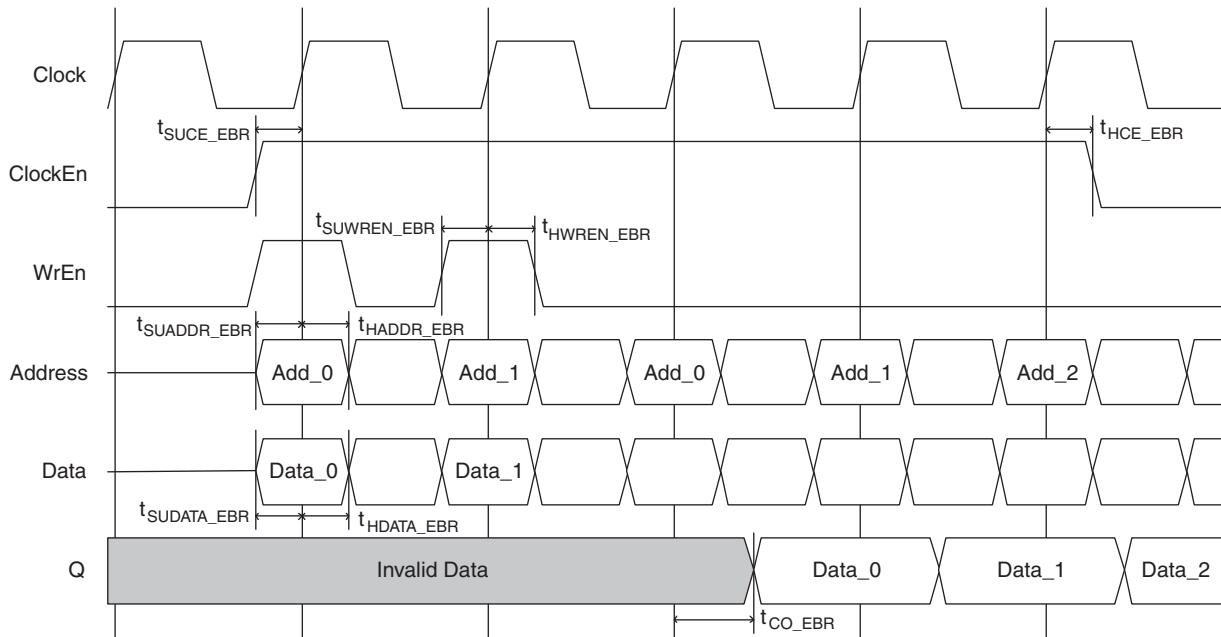 Clock
tSUCE_EBR
tHCE_EBR
ClockEn
tSUWREN_EBR
tHWREN_EBR
WrEn
tSUADDR_EBR
tHADDR_EBR
Address Add_0 Add_1 Add_0 Add_1 Add_2
Data Data_0 Data_1
tSUDATA_EBR
tHDATA_EBR
Q Invalid Data Data_0 Data_1 Data_2
tCO_EBR